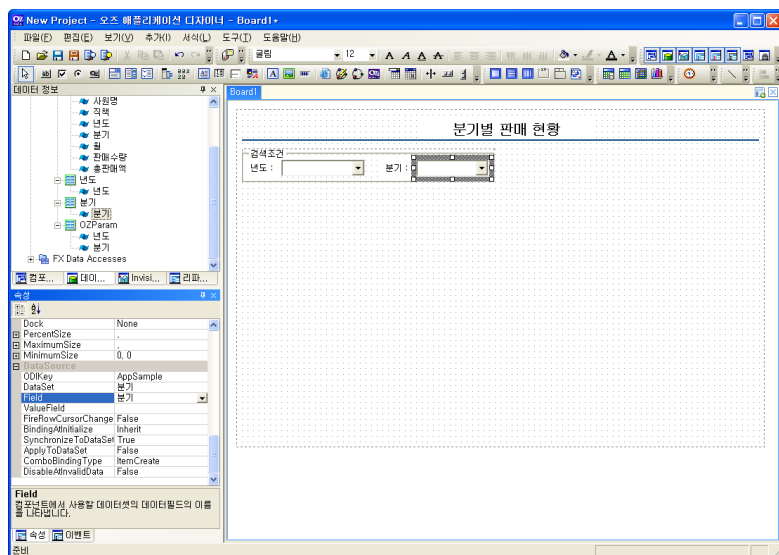 New Project - 오즈 애플리케이션 디자이너 - Board1*
파일(F) 편집(E) 보기(V) 추가(I) 서식(L) 도구(T) 도움말(H)
굴림 12
데이터 정보
Board1
사원명
직책
년도
분기
월
판매수량
총판매액
년도
년도
분기
분기
OZParam
년도
분기
FX Data Accesses
컴포... 데이... Invisi... 리파...
분기별 판매 현황
검색조건
년도 : 분기 :
속성
Dock None
PercentSize ,
MaximumSize ,
MinimumSize 0, 0
DataSource
ODIKey AppSample
DataSet 분기
Field 분기
ValueField
FireRowCursorChange False
BindingAtInitialize Inherit
SynchronizeToDataSet True
ApplyToDataSet False
ComboBindingType ItemCreate
DisableAtInvalidData False
Field
컴포넌트에서 사용할 데이터셋의 데이터필드의 이름
을 나타냅니다.
속성 이벤트
준비